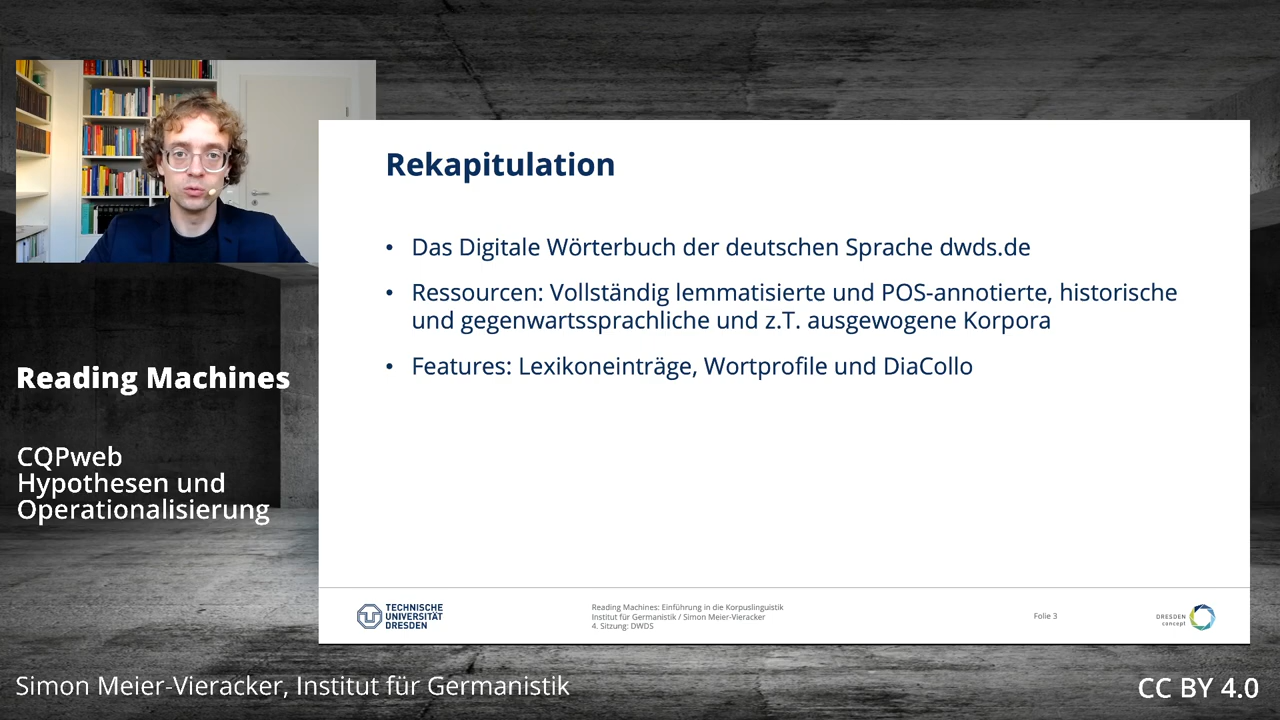 Rekapitulation
• Das Digitale Wörterbuch der deutschen Sprache dwds.de
• Ressourcen: Vollständig lemmatisierte und POS-annotierte, historische
und gegenwartssprachliche und z.T. ausgewogene Korpora
• Features: Lexikoneinträge, Wortprofile und DiaCollo
Reading Machines
CQPweb
Hypothesen und
Operationalisierung
TECHNISCHE
UNIVERSITÄT
DRESDEN
Reading Machines: Einführung in die Korpuslinguistik
Institut für Germanistik / Simon Meier-Vieracker
4. Sitzung: DWDS
Folie 3
DRESDEN
concept
Simon Meier-Vieracker, Institut für Germanistik
CC BY 4.0